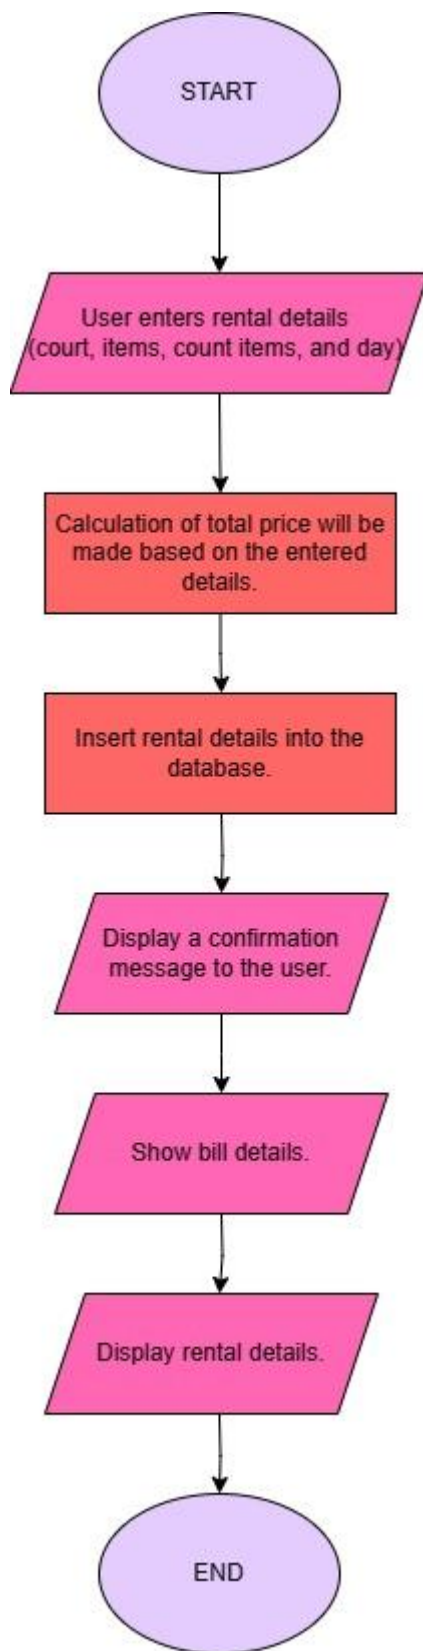 START
User enters rental details
(court, items, count items, and day)
Calculation of total price will be
made based on the entered
details.
Insert rental details into the
database.
Display a confirmation
message to the user.
Show bill details.
Display rental details.
END